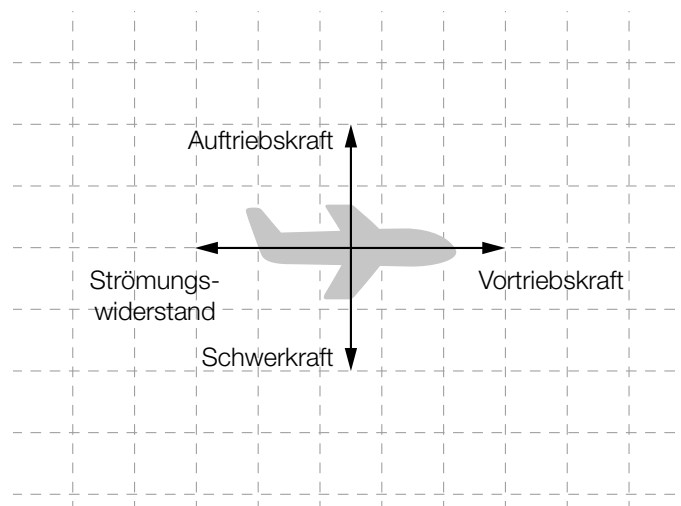 Auftriebskraft
Strömungs-
widerstand
Vortriebskraft
Schwerkraft